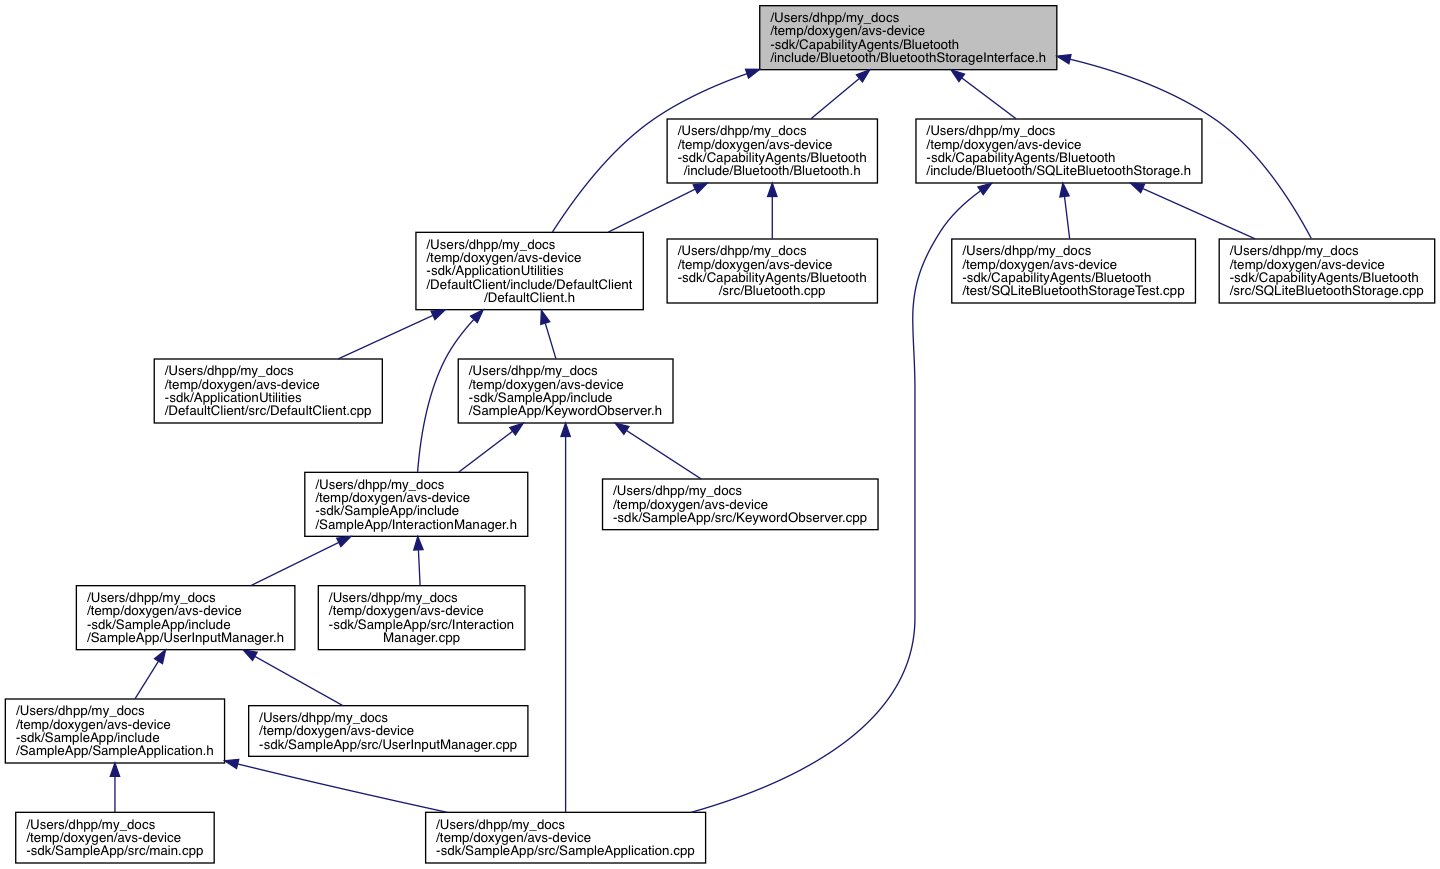 /Users/dhpp/my_docs
/temp/doxygen/avs-device
-sdk/CapabilityAgents/Bluetooth
/include/Bluetooth/BluetoothStorageInterface.h
/Users/dhpp/my_docs
/temp/doxygen/avs-device
-sdk/CapabilityAgents/Bluetooth
/include/Bluetooth/Bluetooth.h
/Users/dhpp/my_docs
/temp/doxygen/avs-device
-sdk/CapabilityAgents/Bluetooth
/include/Bluetooth/SQLiteBluetoothStorage.h
/Users/dhpp/my_docs
/temp/doxygen/avs-device
-sdk/ApplicationUtilities
/DefaultClient/include/DefaultClient
/DefaultClient.h
/Users/dhpp/my_docs
/temp/doxygen/avs-device
-sdk/CapabilityAgents/Bluetooth
/src/Bluetooth.cpp
/Users/dhpp/my_docs
/temp/doxygen/avs-device
-sdk/CapabilityAgents/Bluetooth
/test/SQLiteBluetoothStorageTest.cpp
/Users/dhpp/my_docs
/temp/doxygen/avs-device
-sdk/CapabilityAgents/Bluetooth
/src/SQLiteBluetoothStorage.cpp
/Users/dhpp/my_docs
/temp/doxygen/avs-device
-sdk/ApplicationUtilities
/DefaultClient/src/DefaultClient.cpp
/Users/dhpp/my_docs
/temp/doxygen/avs-device
-sdk/SampleApp/include
/SampleApp/KeywordObserver.h
/Users/dhpp/my_docs
/temp/doxygen/avs-device
-sdk/SampleApp/include
/SampleApp/InteractionManager.h
/Users/dhpp/my_docs
/temp/doxygen/avs-device
-sdk/SampleApp/src/KeywordObserver.cpp
/Users/dhpp/my_docs
/temp/doxygen/avs-device
-sdk/SampleApp/include
/SampleApp/UserInputManager.h
/Users/dhpp/my_docs
/temp/doxygen/avs-device
-sdk/SampleApp/src/Interaction
Manager.cpp
/Users/dhpp/my_docs
/temp/doxygen/avs-device
-sdk/SampleApp/include
/SampleApp/SampleApplication.h
/Users/dhpp/my_docs
/temp/doxygen/avs-device
-sdk/SampleApp/src/UserInputManager.cpp
/Users/dhpp/my_docs
/temp/doxygen/avs-device
-sdk/SampleApp/src/main.cpp
/Users/dhpp/my_docs
/temp/doxygen/avs-device
-sdk/SampleApp/src/SampleApplication.cpp